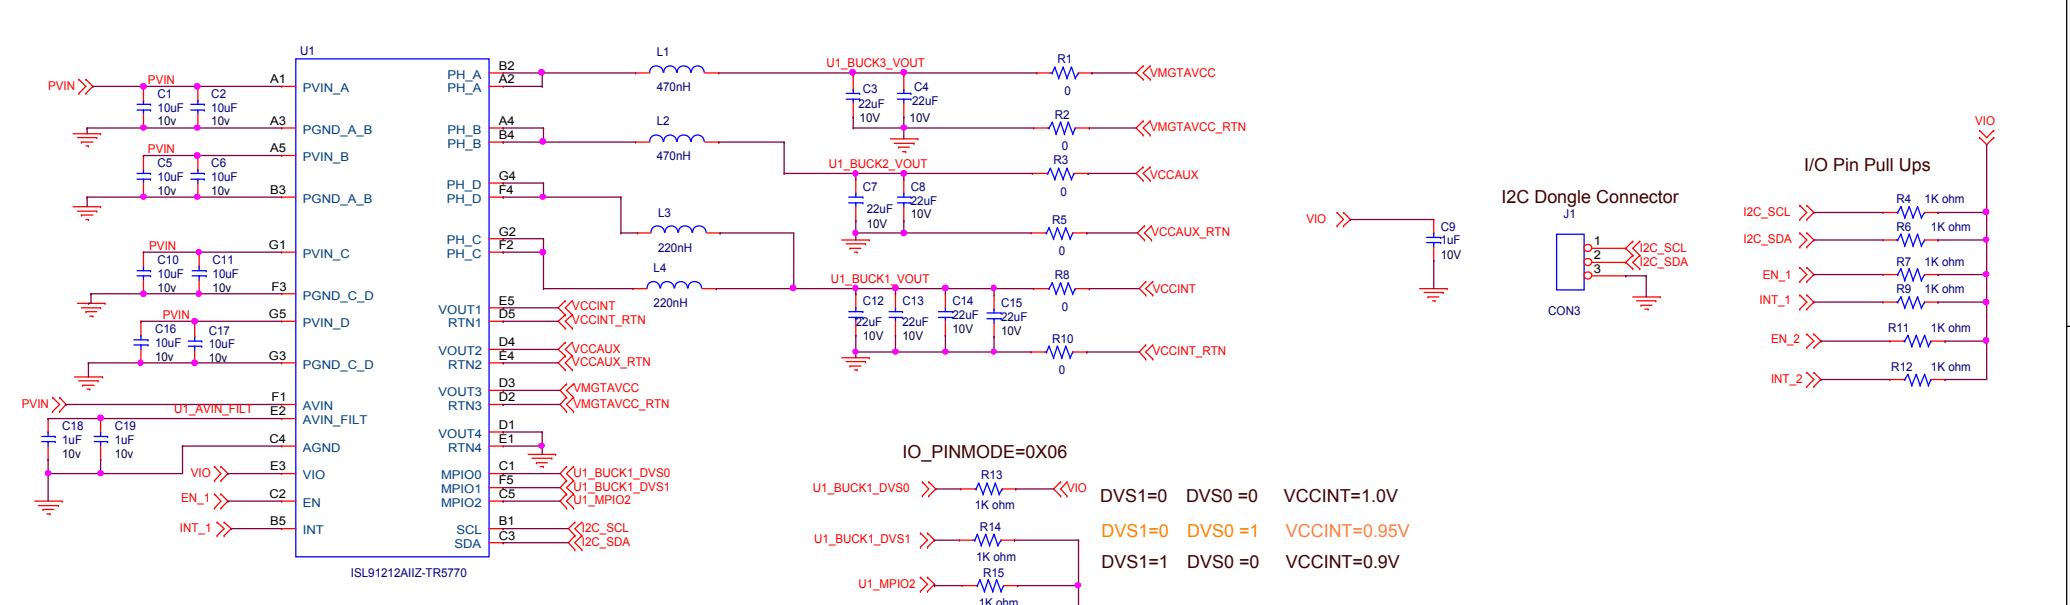 U1
PVIN
PVIN
A1
PVIN_A
C1
10uF
10v
C2
10uF
10v
A3
PGND_A_B
PVIN
A5
PVIN_B
C5
10uF
10v
C6
10uF
10v
B3
PGND_A_B
PVIN
G1
PVIN_C
C10
10uF
10v
C11
10uF
10v
F3
PGND_C_D
PVIN
G5
PVIN_D
C16
10uF
10v
C17
10uF
10v
G3
PGND_C_D
PVIN
F1
AVIN
U1_AVIN_FILT
E2
AVIN_FILT
C18
1uF
10v
C19
1uF
10v
C4
AGND
VIO
E3
VIO
EN_1
C2
EN
INT_1
B5
INT
ISL91212AIIZ-TR5770
PH_A
B2
PH_A
A2
PH_B
A4
PH_B
B4
PH_D
G4
PH_D
F4
PH_C
G2
PH_C
F2
VOUT1
E5
VCCINT
RTN1
D5
VCCINT_RTN
VOUT2
D4
VCCAUX
RTN2
E4
VCCAUX_RTN
VOUT3
D3
VMGTAVCC
RTN3
D2
VMGTAVCC_RTN
VOUT4
D1
RTN4
E1
MPIO0
C1
U1_BUCK1_DVS0
MPIO1
F5
U1_BUCK1_DVS1
MPIO2
C5
U1_MPIO2
SCL
B1
I2C_SCL
SDA
C3
I2C_SDA
L1
470nH
L2
470nH
L3
220nH
L4
220nH
U1_BUCK3_VOUT
C3
22uF
10V
C4
22uF
10V
R1
0
VMGTAVCC
R2
0
VMGTAVCC_RTN
U1_BUCK2_VOUT
C7
22uF
10V
C8
22uF
10V
R3
0
VCCAUX
R5
0
VCCAUX_RTN
U1_BUCK1_VOUT
C12
22uF
10V
C13
22uF
10V
C14
22uF
10V
C15
22uF
10V
R8
0
VCCINT
R10
0
VCCINT_RTN
IO_PINMODE=0X06
U1_BUCK1_DVS0
R13
1K ohm
VIO
U1_BUCK1_DVS1
R14
1K ohm
U1_MPIO2
R15
1K ohm
DVS1=0 DVS0 =0 VCCINT=1.0V
DVS1=0 DVS0 =1 VCCINT=0.95V
DVS1=1 DVS0 =0 VCCINT=0.9V
VIO
C9
1uF
10V
I2C Dongle Connector
J1
1
I2C_SCL
2
I2C_SDA
3
CON3
VIO
I/O Pin Pull Ups
I2C_SCL
R4
1K ohm
I2C_SDA
R6
1K ohm
EN_1
R7
1K ohm
INT_1
R9
1K ohm
EN_2
R11
1K ohm
INT_2
R12
1K ohm